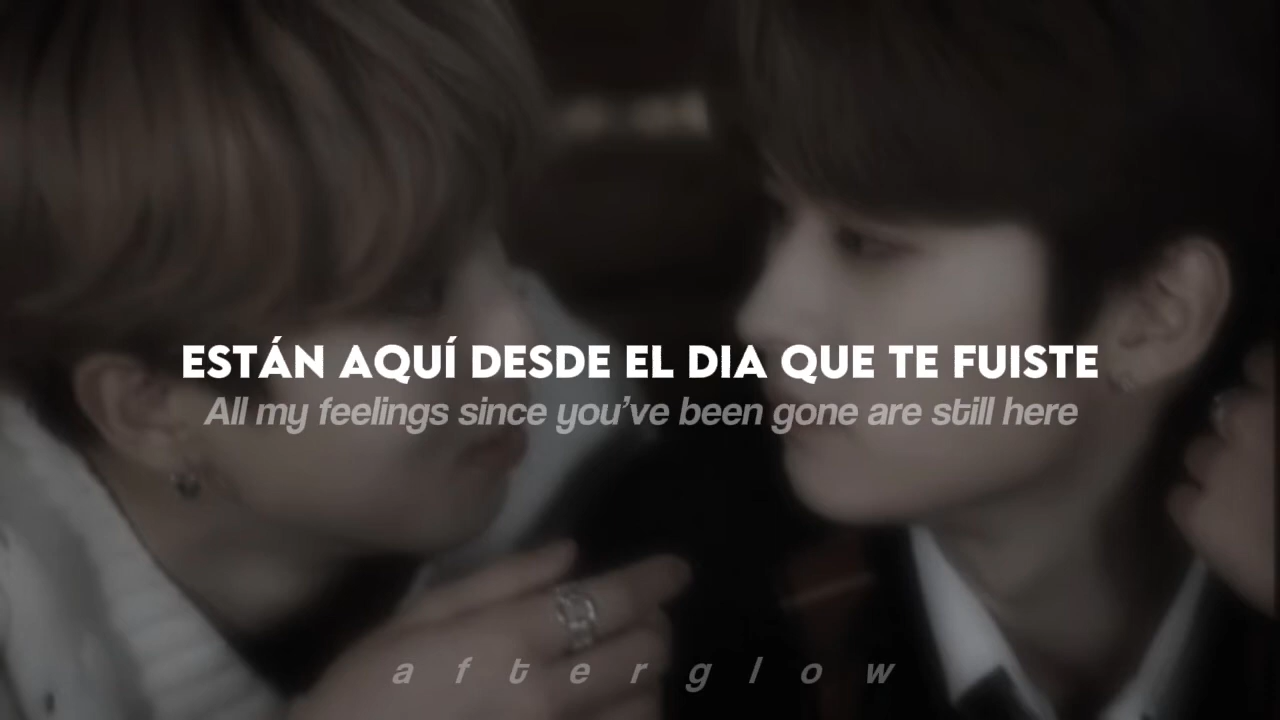 ESTÁN AQUÍ DESDE EL DIA QUE TE FUISTE
All my feelings since you've been gone are still here
afterglow